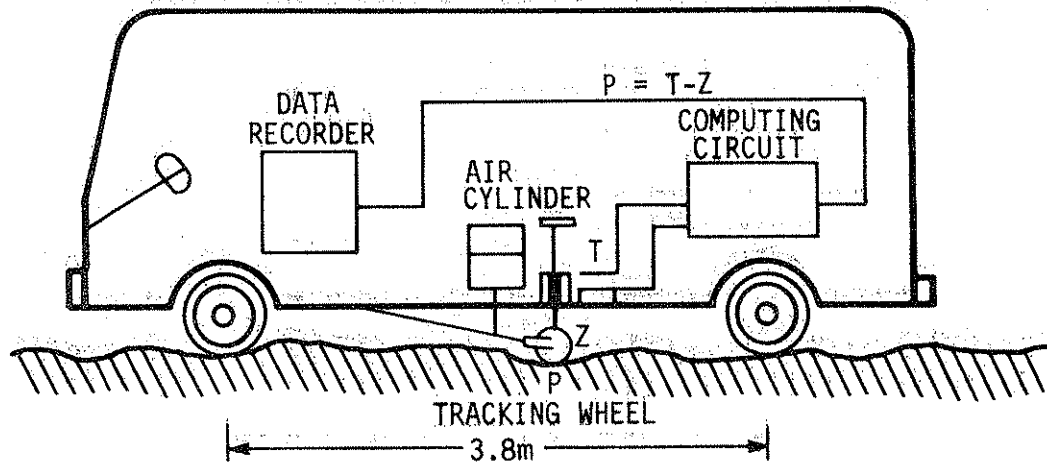 P = T-Z
DATA
RECORDER
COMPUTING
CIRCUIT
AIR
CYLINDER
T
Z
P
TRACKING WHEEL
3.8m